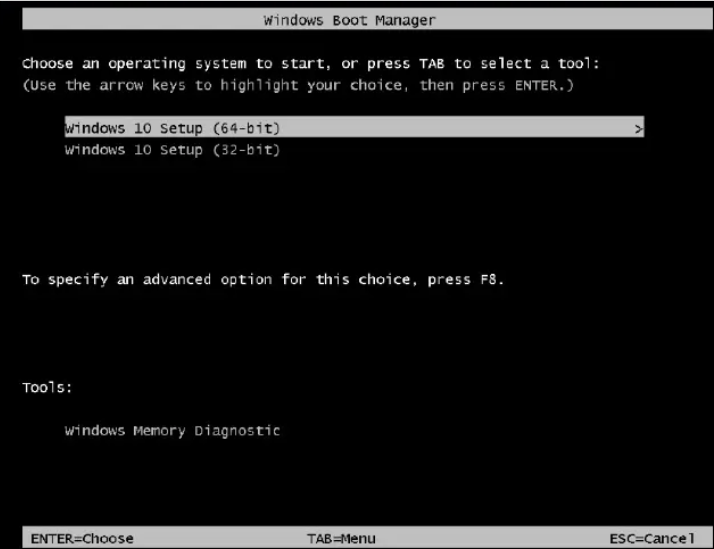 Windows Boot Manager
Choose an operating system to start, or press TAB to select a tool:
(Use the arrow keys to highlight your choice, then press ENTER.)
Windows 10 Setup (64-bit) >
Windows 10 Setup (32-bit)
To specify an advanced option for this choice, press F8.
Tools:
Windows Memory Diagnostic
ENTER=Choose TAB=Menu ESC=Cancel